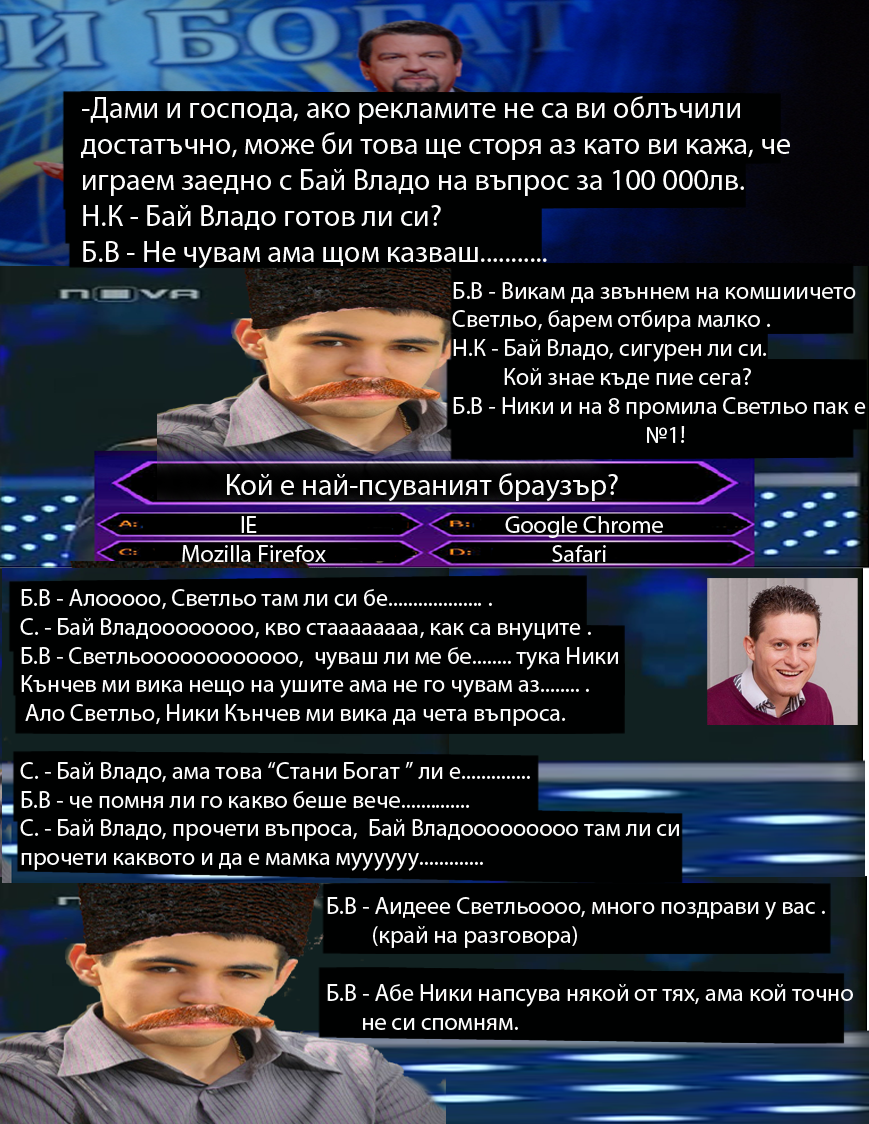 И БОГАТ
-Дами и господа, ако рекламите не са ви облъчили
достатъчно, може би това ще сторя аз като ви кажа, че
играем заедно с Бай Владо на въпрос за 100 000лв.
Н.К - Бай Владо готов ли си?
Б.В - Не чувам ама щом казваш...........
NOVA
Б.В - Викам да звъннем на комшиичето
Светльо, барем отбира малко .
Н.К - Бай Владо, сигурен ли си.
Кой знае къде пие сега?
Б.В - Ники и на 8 промила Светльо пак е
№1!
Кой е най-псуваният браузър?
A: IE
B: Google Chrome
C: Mozilla Firefox
D: Safari
Б.В - Алооооо, Светльо там ли си бе................... .
С. - Бай Владоооооооо, кво стааааааaа, как са внуците .
Б.В - Светльоооооооооооо, чуваш ли ме бе........ тука Ники
Кънчев ми вика нещо на ушите ама не го чувам аз........ .
Ало Светльо, Ники Кънчев ми вика да чета въпроса.
С. - Бай Владо, ама това “Стани Богат ” ли е..............
Б.В - че помня ли го какво беше вече..............
С. - Бай Владо, прочети въпроса, Бай Владооооооооо там ли си
прочети каквото и да е мамка мууууууу.............
Б.В - Аидеее Светльоооо, много поздрави у вас .
(край на разговора)
Б.В - Абе Ники напсува някой от тях, ама кой точно
не си спомням.